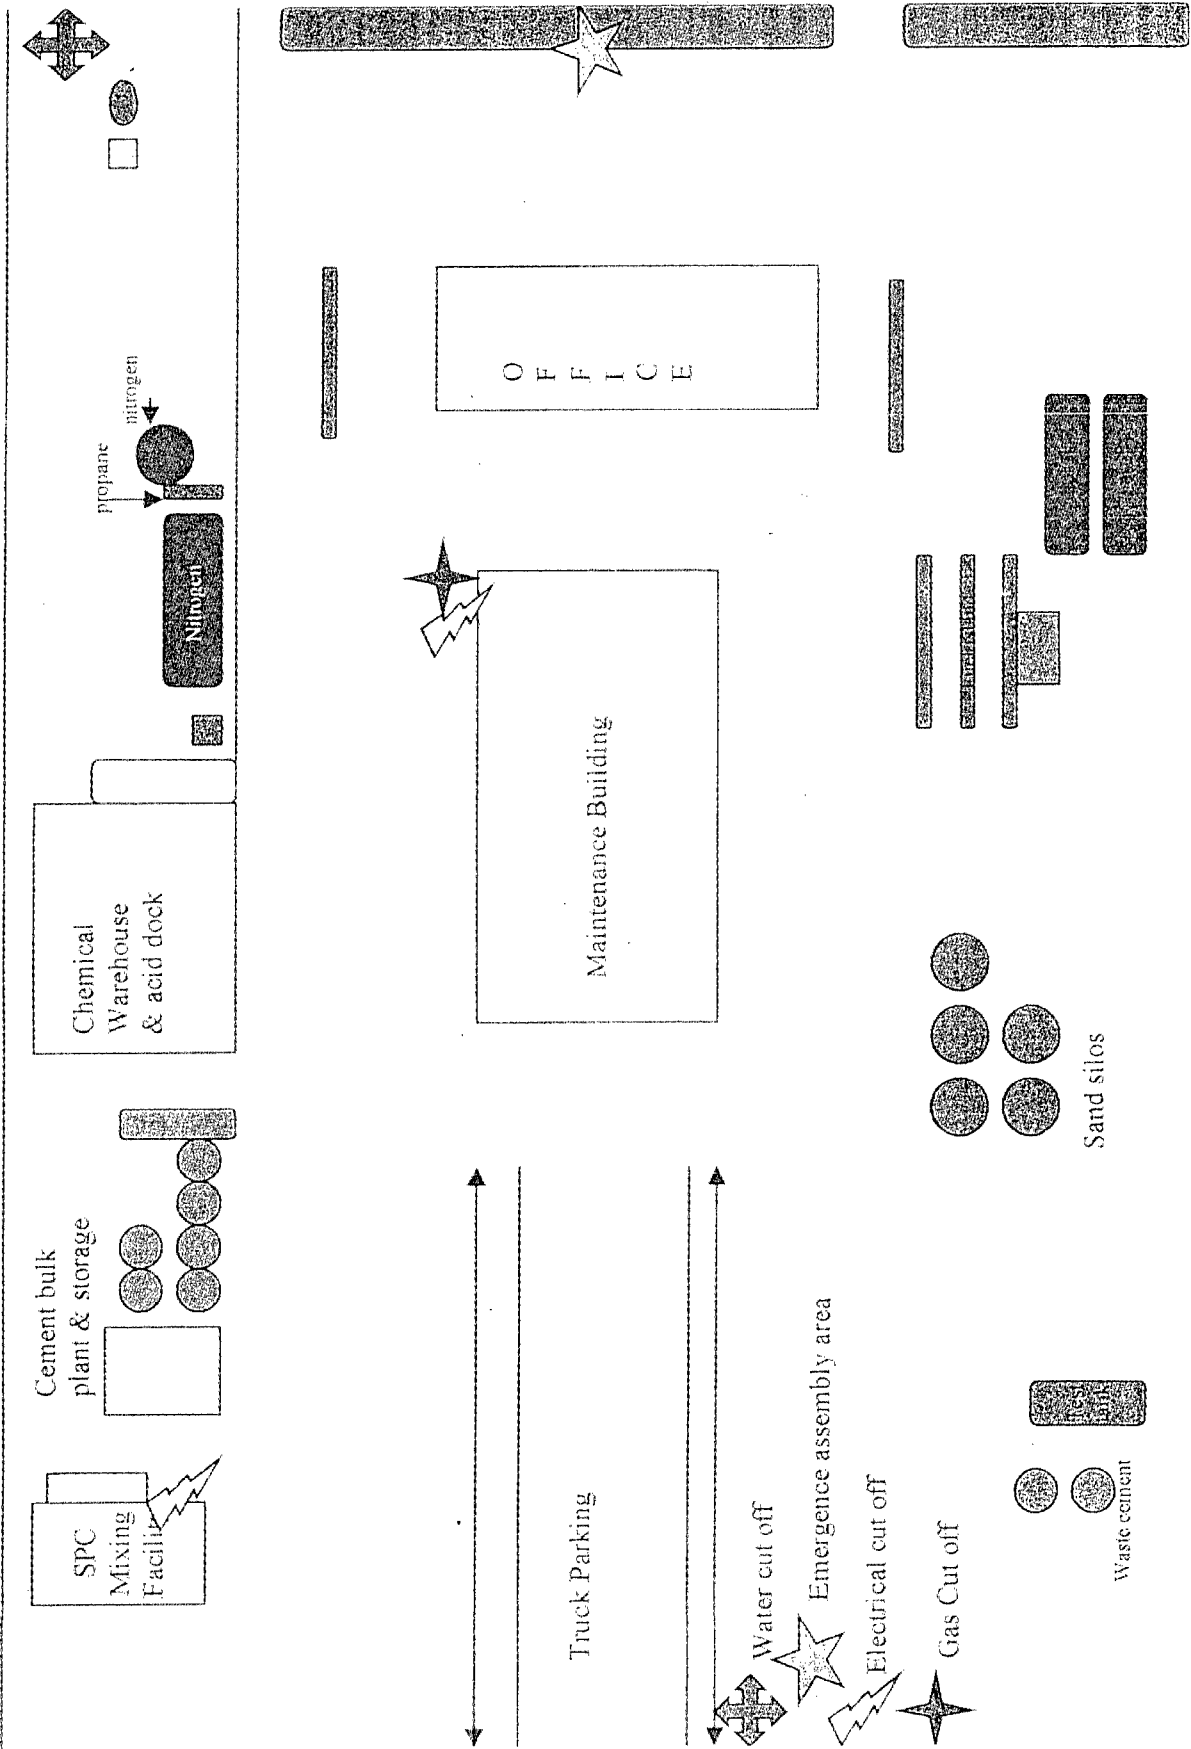 SPC
Mixing
Cement bulk
plant & storage
Chemical
Warehouse
& acid dock
Nitrogen
propane
nitrogen
Truck Parking
Maintenance Building
OFFICE
Water cut off
Emergence assembly area
Electrical cut off
Gas Cut off
Waste cement
Sand silos